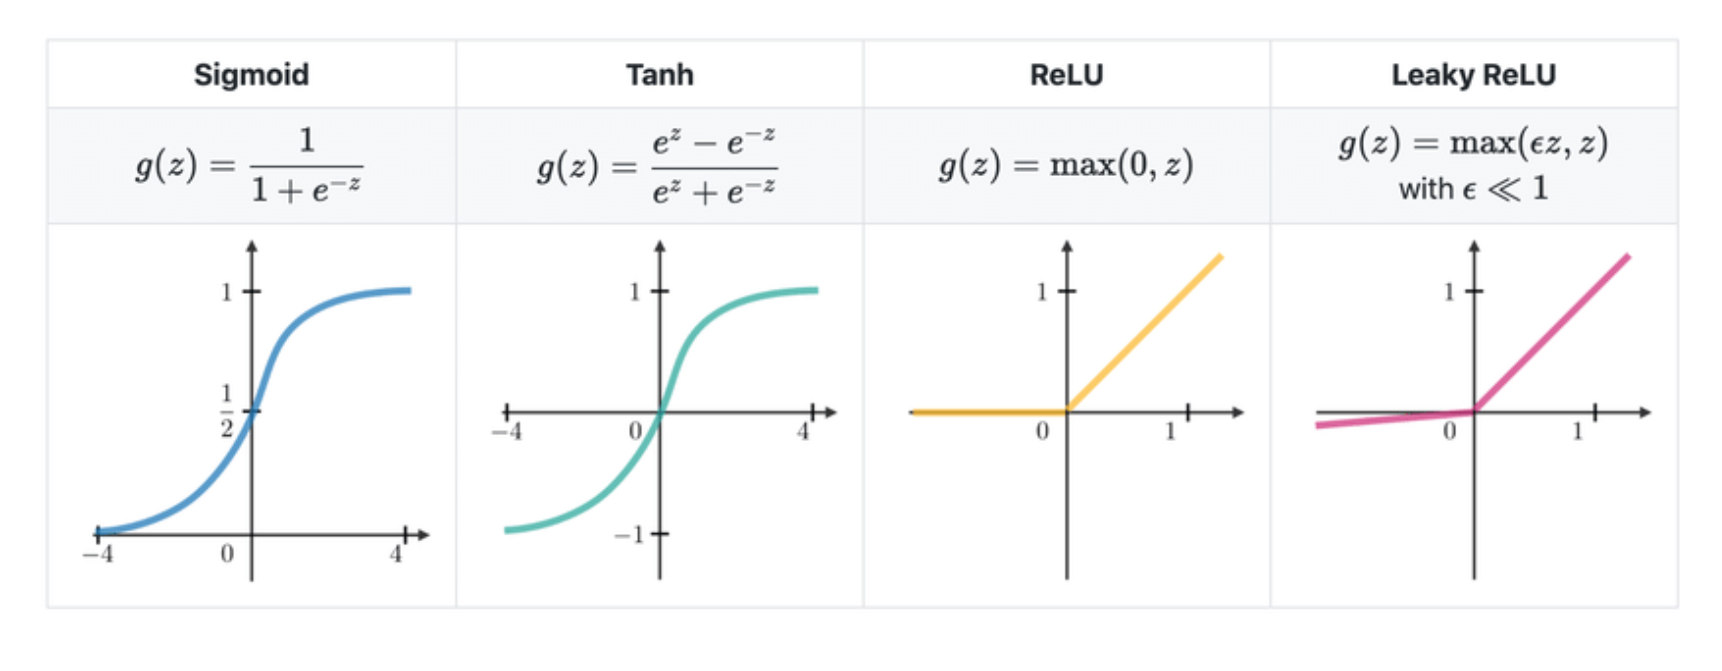 Sigmoid
Tanh
ReLU
Leaky ReLU
g(z) = 1 / (1 + e^{-z})
g(z) = (e^z − e^{-z}) / (e^z + e^{-z})
g(z) = max(0, z)
g(z) = max(ϵz, z)
with ϵ ≪ 1
1
1/2
−4
0
4
1
−4
0
4
−1
1
0
1
1
0
1